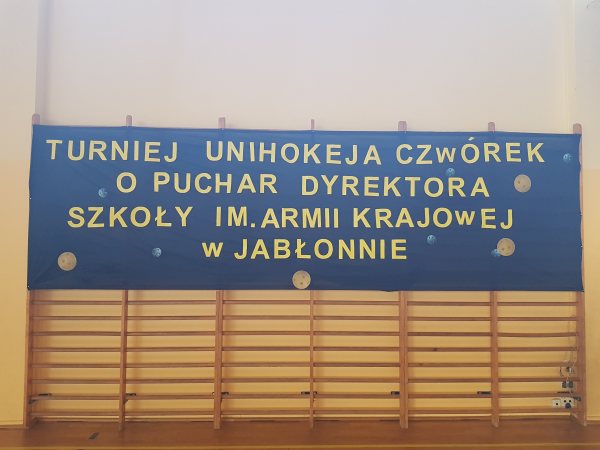 TURNIEJ UNIHOKEJA CZWÓREK
O PUCHAR DYREKTORA
SZKOŁY IM. ARMII KRAJOWEJ
w JABŁONNIE